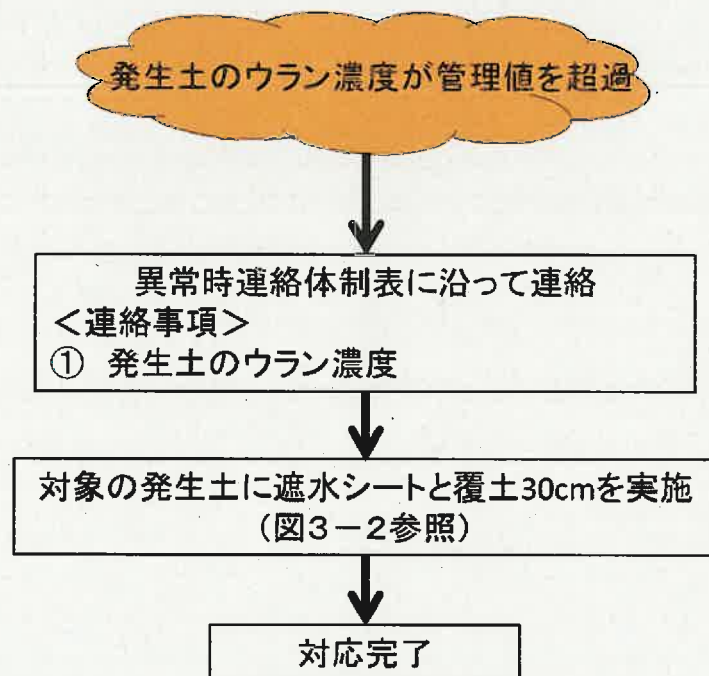 発生土のウラン濃度が管理値を超過
異常時連絡体制表に沿って連絡
＜連絡事項＞
① 発生土のウラン濃度
対象の発生土に遮水シートと覆土30cmを実施
（図３－２参照）
対応完了